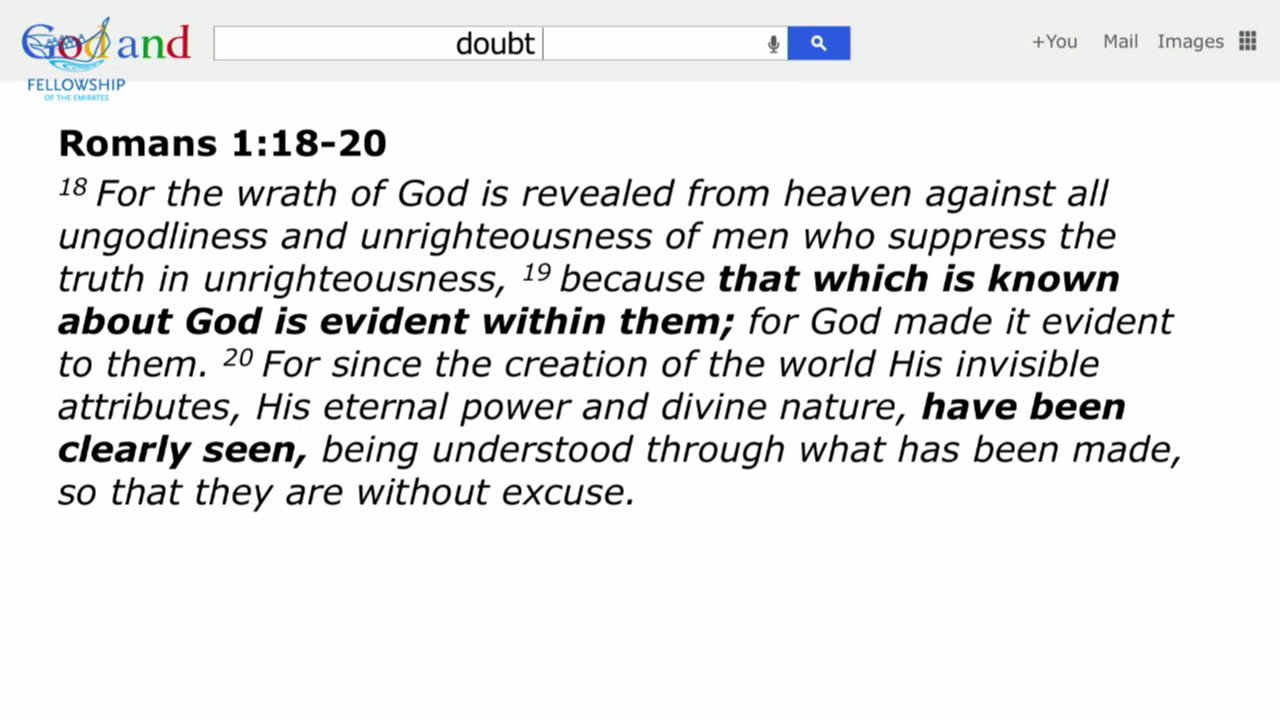 God and
doubt
+You Mail Images
FELLOWSHIP
OF THE EMIRATES
Romans 1:18-20
18 For the wrath of God is revealed from heaven against all
ungodliness and unrighteousness of men who suppress the
truth in unrighteousness, 19 because that which is known
about God is evident within them; for God made it evident
to them. 20 For since the creation of the world His invisible
attributes, His eternal power and divine nature, have been
clearly seen, being understood through what has been made,
so that they are without excuse.